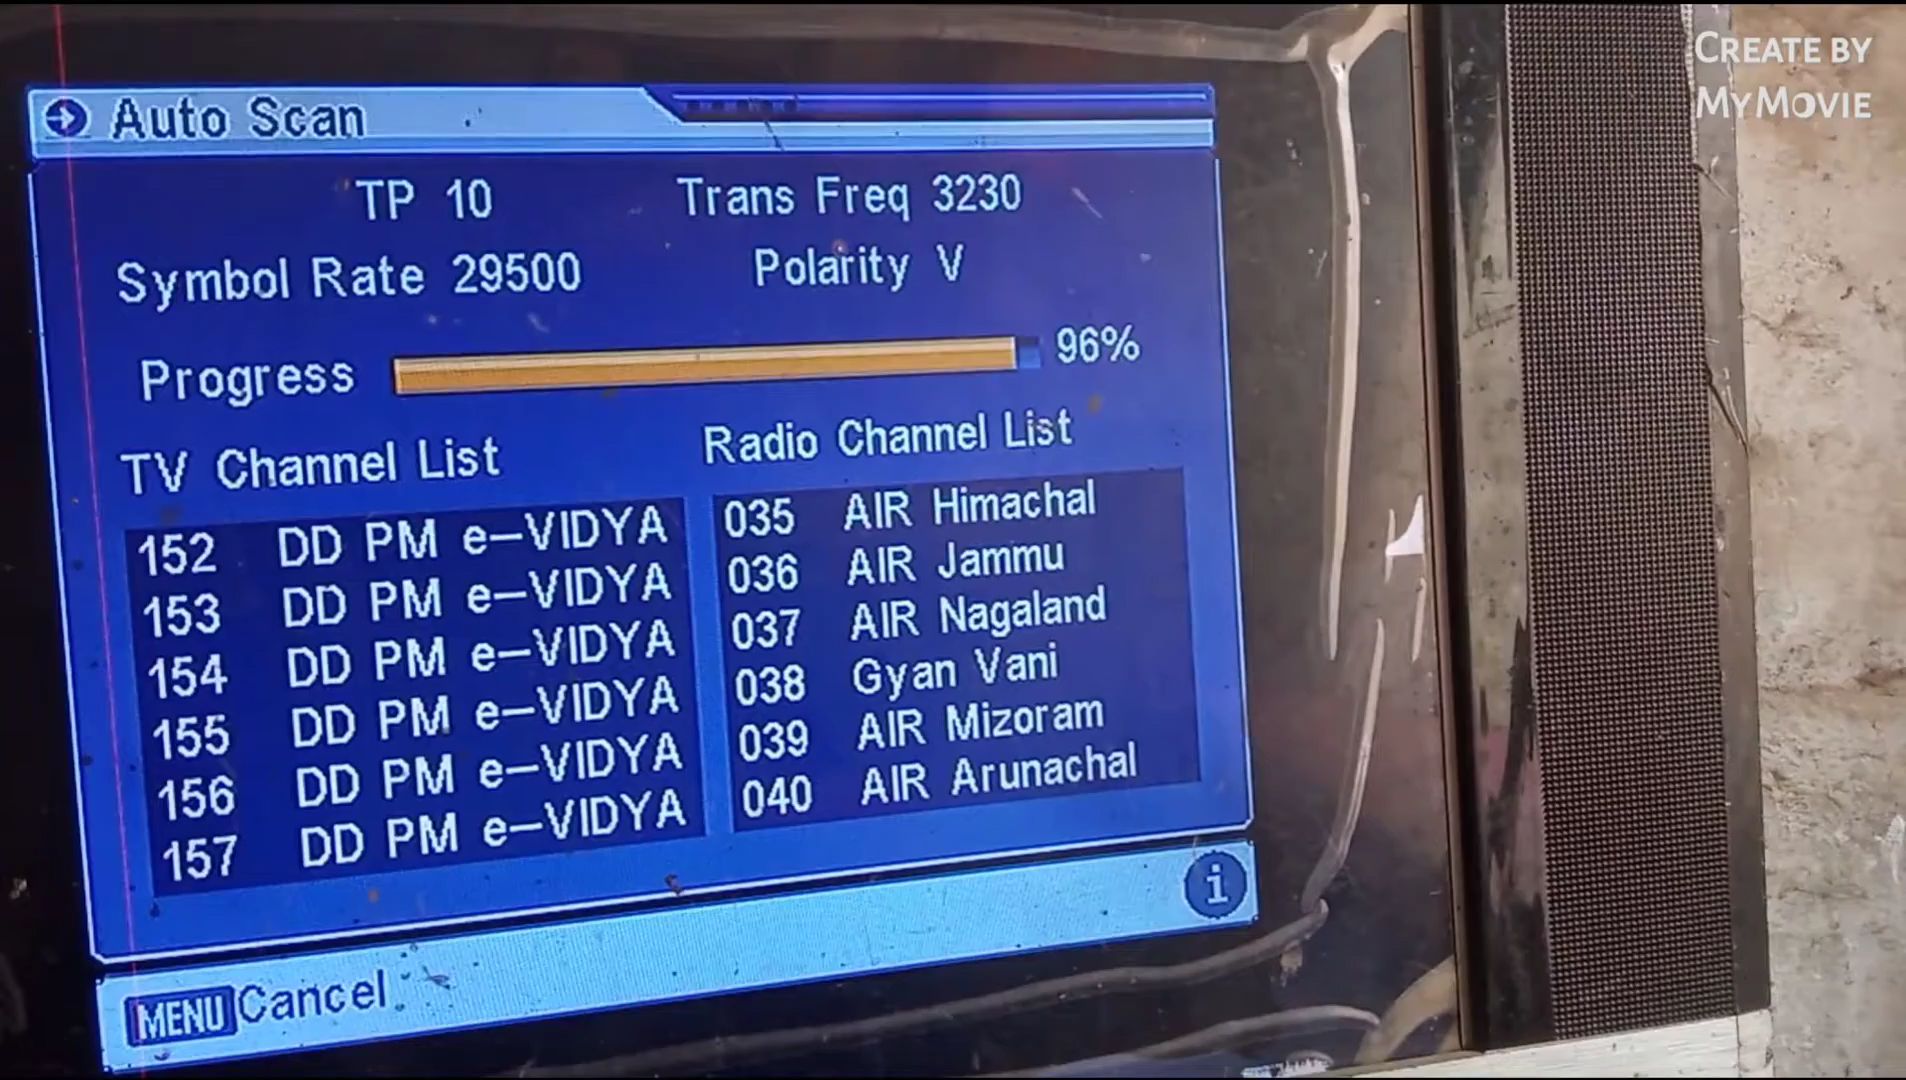 CREATE BY
MYMOVIE
Auto Scan
TP 10 Trans Freq 3230
Symbol Rate 29500 Polarity V
Progress 96%
TV Channel List Radio Channel List
152 DD PM e-VIDYA 035 AIR Himachal
153 DD PM e-VIDYA 036 AIR Jammu
154 DD PM e-VIDYA 037 AIR Nagaland
155 DD PM e-VIDYA 038 Gyan Vani
156 DD PM e-VIDYA 039 AIR Mizoram
157 DD PM e-VIDYA 040 AIR Arunachal
i
MENU Cancel